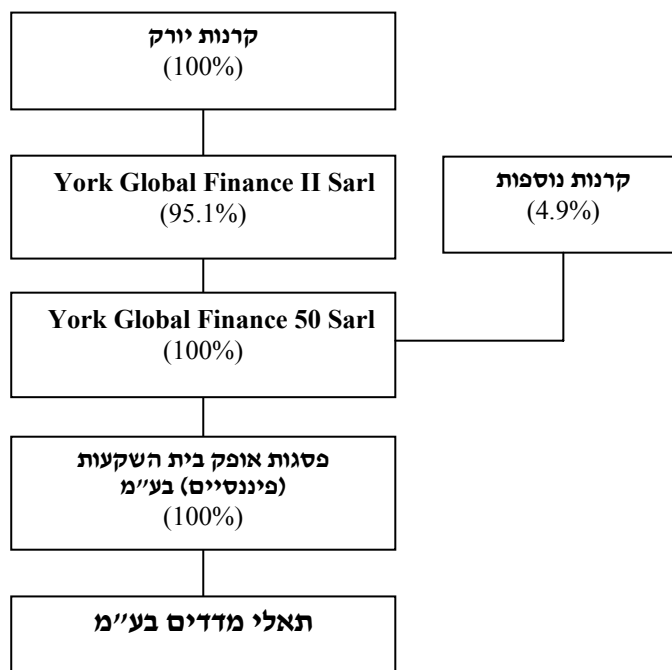 קרנות יורק
(100%)
York Global Finance II Sarl
(95.1%)
קרנות נוספות
(4.9%)
York Global Finance 50 Sarl
(100%)
פסגות אופק בית השקעות
(פיננסיים) בע״מ
(100%)
תאלי מדדים בע״מ